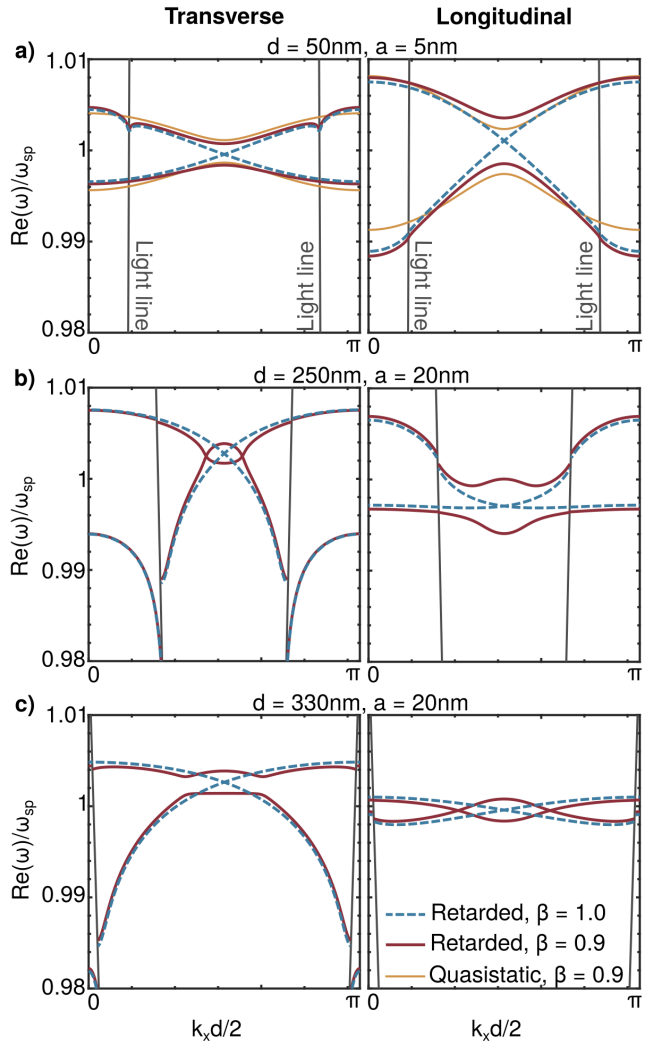 Transverse Longitudinal
a) d = 50nm, a = 5nm
1.01
1
0.99
0.98
Re(ω)/ω_sp
Light line
Light line
Light line
Light line
0 π 0 π
b) d = 250nm, a = 20nm
1.01
1
0.99
0.98
Re(ω)/ω_sp
0 π 0 π
c) d = 330nm, a = 20nm
1.01
1
0.99
0.98
Re(ω)/ω_sp
Retarded, β = 1.0
Retarded, β = 0.9
Quasistatic, β = 0.9
0 π 0 π
k_xd/2 k_xd/2